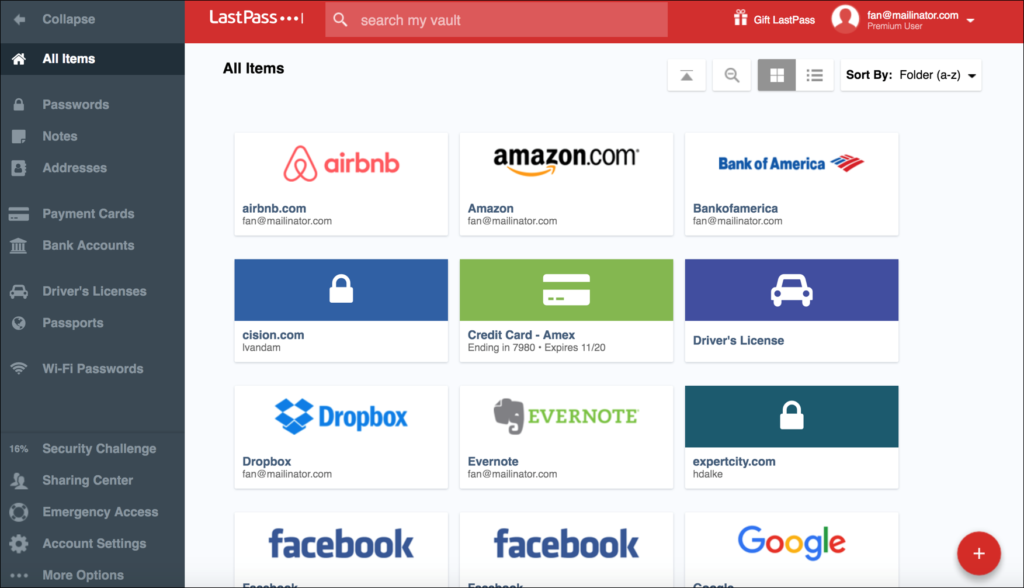 Collapse
All Items
Passwords
Notes
Addresses
Payment Cards
Bank Accounts
Driver's Licenses
Passports
Wi-Fi Passwords
16% Security Challenge
Sharing Center
Emergency Access
Account Settings
More Options
LastPass•••|
search my vault
Gift LastPass
fan@mailinator.com
Premium User
All Items
Sort By: Folder (a-z)
airbnb
airbnb.com
fan@mailinator.com
amazon.com
Amazon
fan@mailinator.com
Bank of America
Bankofamerica
fan@mailinator.com
cision.com
lvandam
Credit Card - Amex
Ending in 7980 • Expires 11/20
Driver's License
Dropbox
Dropbox
fan@mailinator.com
EVERNOTE
Evernote
fan@mailinator.com
expertcity.com
hdalke
facebook
Facebook
facebook
Facebook
Google
Google
+